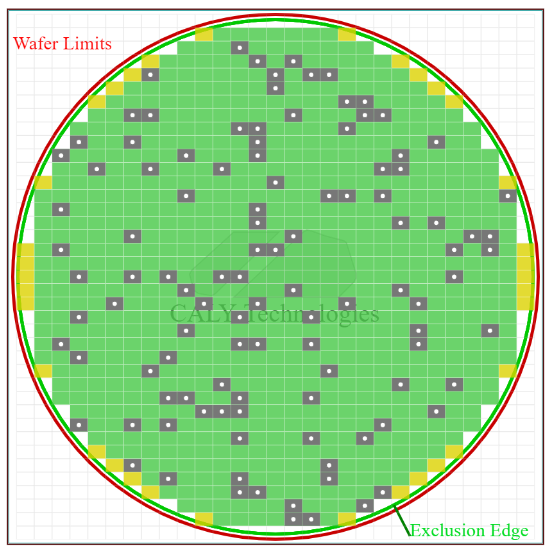 Wafer Limits
CALY Technologies
Exclusion Edge